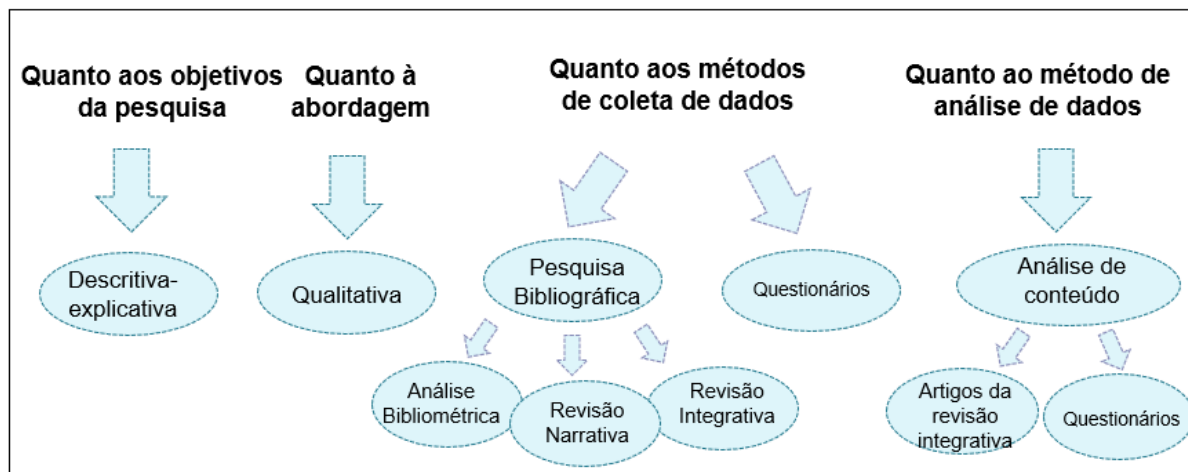 Quanto aos objetivos
da pesquisa
Quanto à
abordagem
Quanto aos métodos
de coleta de dados
Quanto ao método de
análise de dados
Descritiva-
explicativa
Qualitativa
Pesquisa
Bibliográfica
Questionários
Análise de
conteúdo
Análise
Bibliométrica
Revisão
Narrativa
Revisão
Integrativa
Artigos da
revisão
integrativa
Questionários